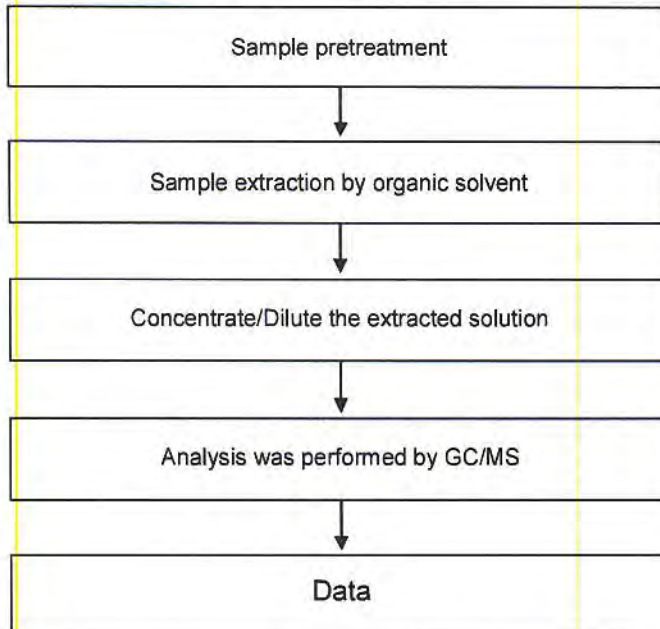 Sample pretreatment
Sample extraction by organic solvent
Concentrate/Dilute the extracted solution
Analysis was performed by GC/MS
Data